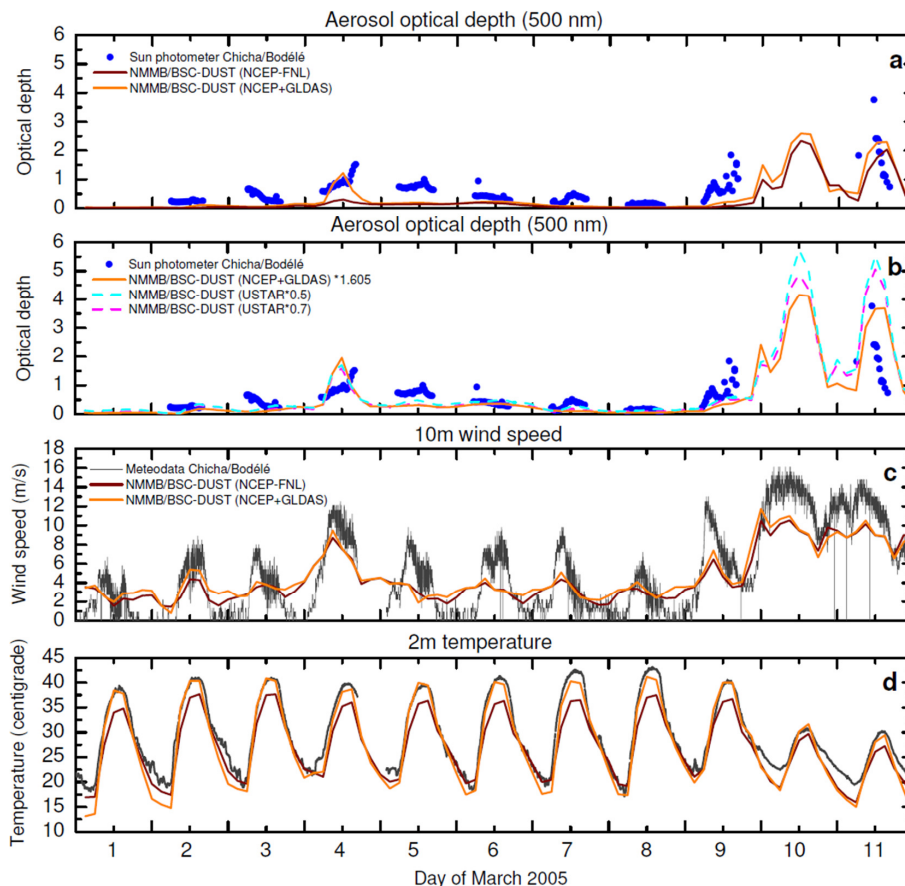 Aerosol optical depth (500 nm)
6
5
4
3
2
1
0
Optical depth
a
Sun photometer Chicha/Bodélé
NMMB/BSC-DUST (NCEP-FNL)
NMMB/BSC-DUST (NCEP+GLDAS)
Aerosol optical depth (500 nm)
6
5
4
3
2
1
0
Optical depth
b
Sun photometer Chicha/Bodélé
NMMB/BSC-DUST (NCEP+GLDAS) *1.605
NMMB/BSC-DUST (USTAR*0.5)
NMMB/BSC-DUST (USTAR*0.7)
10m wind speed
18
16
14
12
10
8
6
4
2
0
Wind speed (m/s)
c
Meteodata Chicha/Bodélé
NMMB/BSC-DUST (NCEP-FNL)
NMMB/BSC-DUST (NCEP+GLDAS)
2m temperature
45
40
35
30
25
20
15
10
Temperature (centigrade)
d
1 2 3 4 5 6 7 8 9 10 11
Day of March 2005